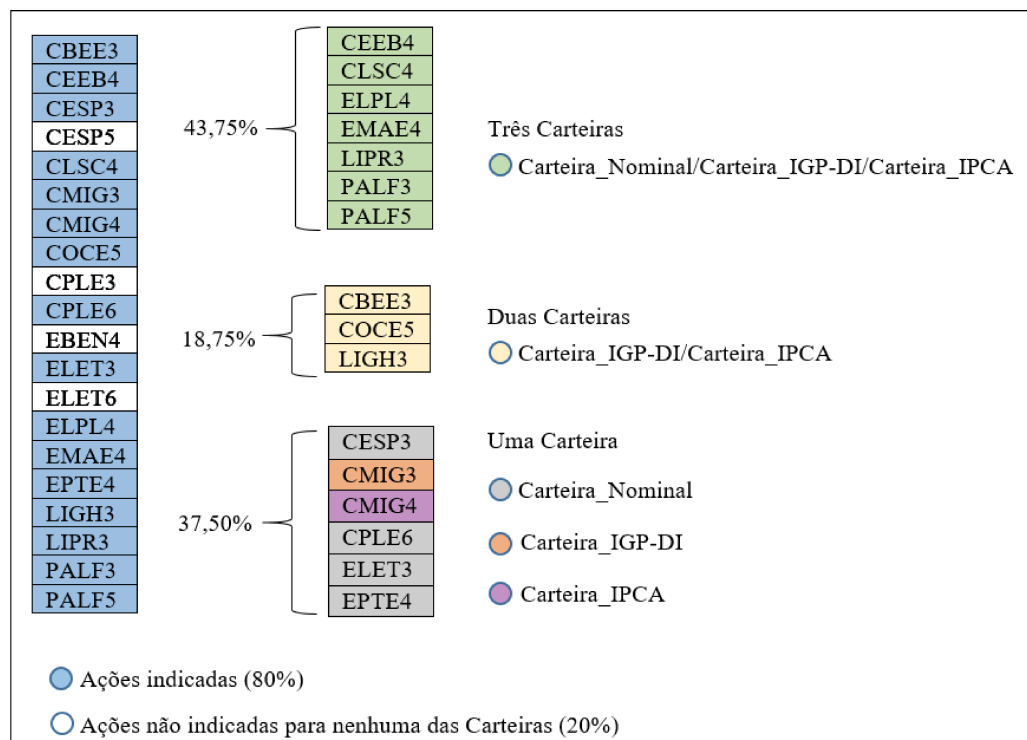 CBEE3
CEEB4
CESP3
CESP5
CLSC4
CMIG3
CMIG4
COCE5
CPLE3
CPLE6
EBEN4
ELET3
ELET6
ELPL4
EMAE4
EPTE4
LIGH3
LIPR3
PALF3
PALF5
43,75%
CEEB4
CLSC4
ELPL4
EMAE4
LIPR3
PALF3
PALF5
Três Carteiras
Carteira_Nominal/Carteira_IGP-DI/Carteira_IPCA
18,75%
CBEE3
COCE5
LIGH3
Duas Carteiras
Carteira_IGP-DI/Carteira_IPCA
37,50%
CESP3
CMIG3
CMIG4
CPLE6
ELET3
EPTE4
Uma Carteira
Carteira_Nominal
Carteira_IGP-DI
Carteira_IPCA
Ações indicadas (80%)
Ações não indicadas para nenhuma das Carteiras (20%)